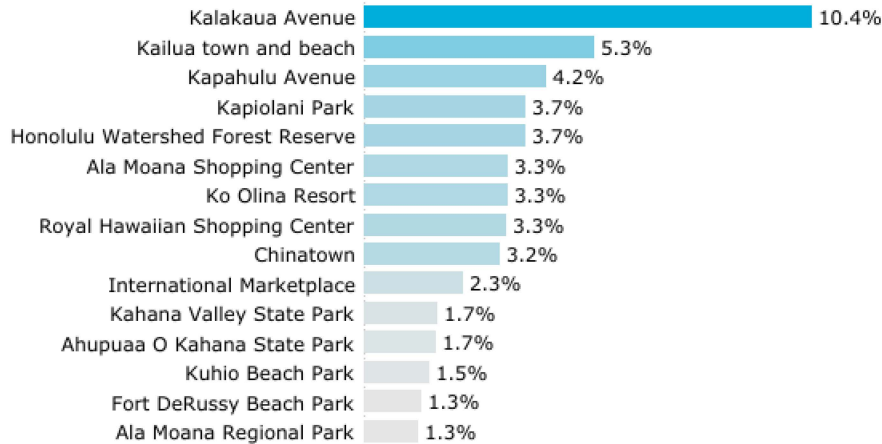 Kalakaua Avenue 10.4%
Kailua town and beach 5.3%
Kapahulu Avenue 4.2%
Kapiolani Park 3.7%
Honolulu Watershed Forest Reserve 3.7%
Ala Moana Shopping Center 3.3%
Ko Olina Resort 3.3%
Royal Hawaiian Shopping Center 3.3%
Chinatown 3.2%
International Marketplace 2.3%
Kahana Valley State Park 1.7%
Ahupuaa O Kahana State Park 1.7%
Kuhio Beach Park 1.5%
Fort DeRussy Beach Park 1.3%
Ala Moana Regional Park 1.3%